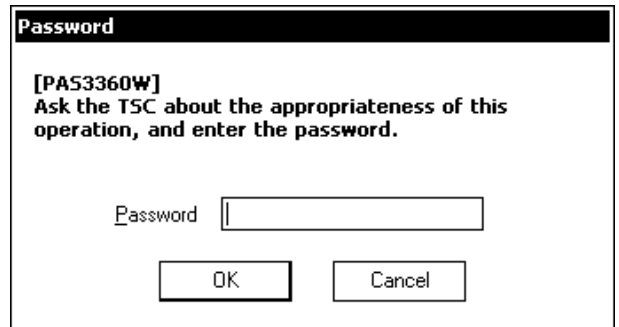 Password
[PAS3360W]
Ask the TSC about the appropriateness of this
operation, and enter the password.
Password
OK Cancel